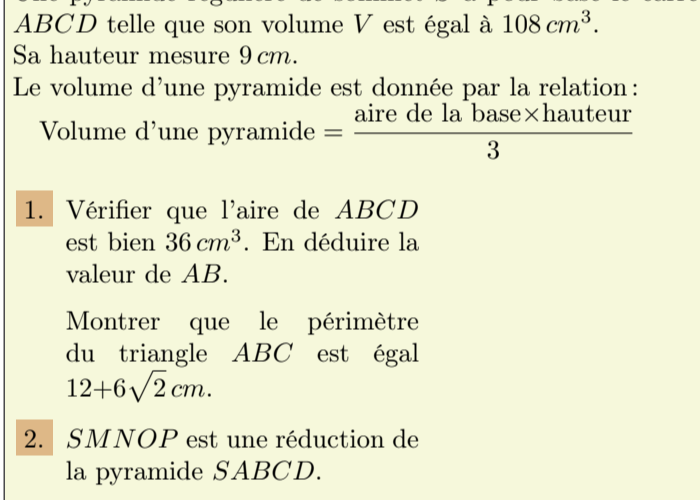 ABCD telle que son volume V est égal à 108 cm³.
Sa hauteur mesure 9 cm.
Le volume d'une pyramide est donnée par la relation :
Volume d'une pyramide = aire de la base×hauteur / 3
1. Vérifier que l'aire de ABCD
est bien 36 cm³. En déduire la
valeur de AB.
Montrer que le périmètre
du triangle ABC est égal
12+6√2 cm.
2. SMNOP est une réduction de
la pyramide SABCD.